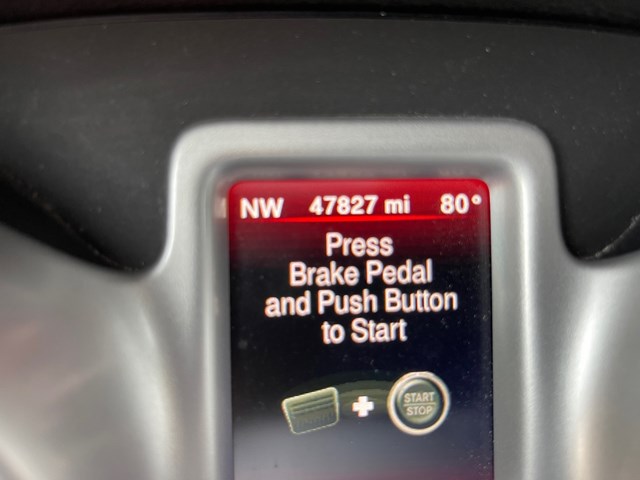 NW 47827 mi 80°
Press
Brake Pedal
and Push Button
to Start
START
STOP